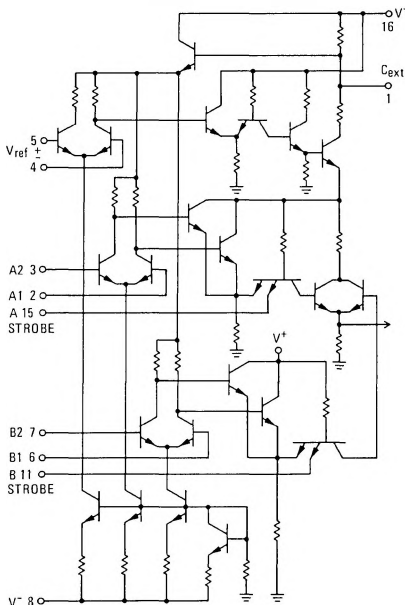 V+
16
Cext
1
5
Vref ±
4
A2 3
A1 2
A 15
STROBE
V+
B2 7
B1 6
B 11
STROBE
V- 8